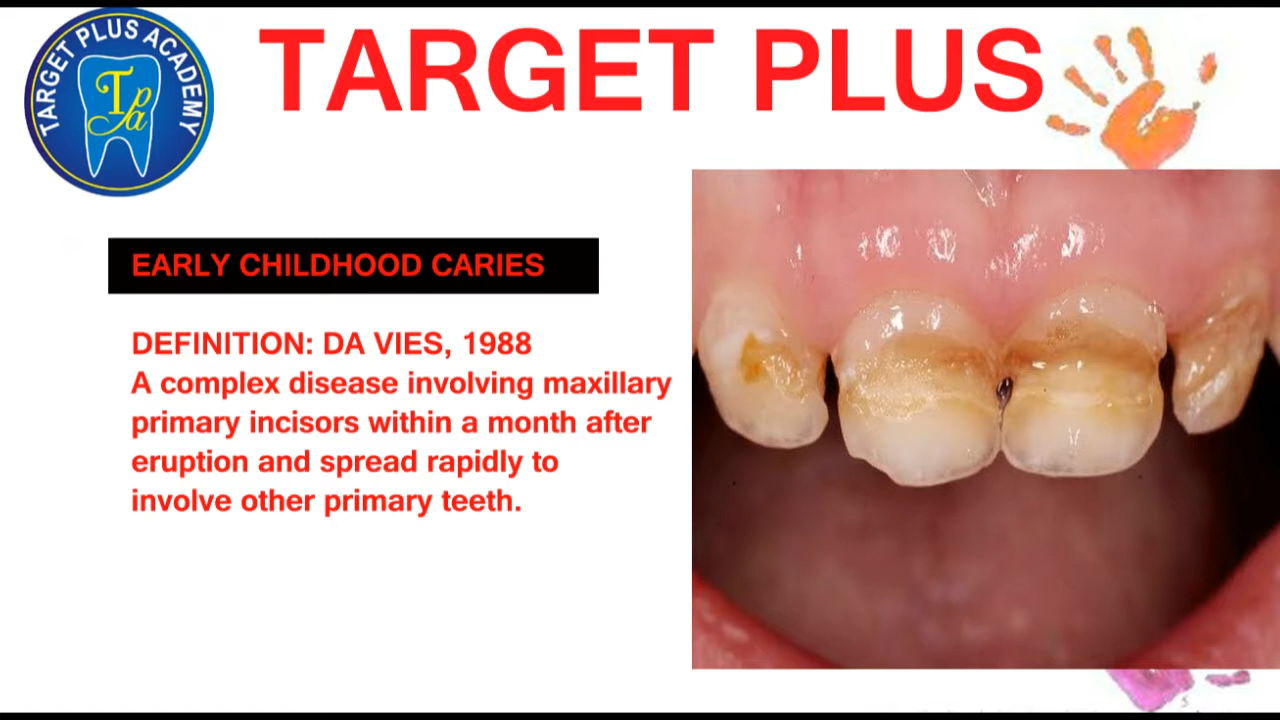 TARGET PLUS ACADEMY
Tpa
TARGET PLUS
EARLY CHILDHOOD CARIES
DEFINITION: DA VIES, 1988
A complex disease involving maxillary
primary incisors within a month after
eruption and spread rapidly to
involve other primary teeth.